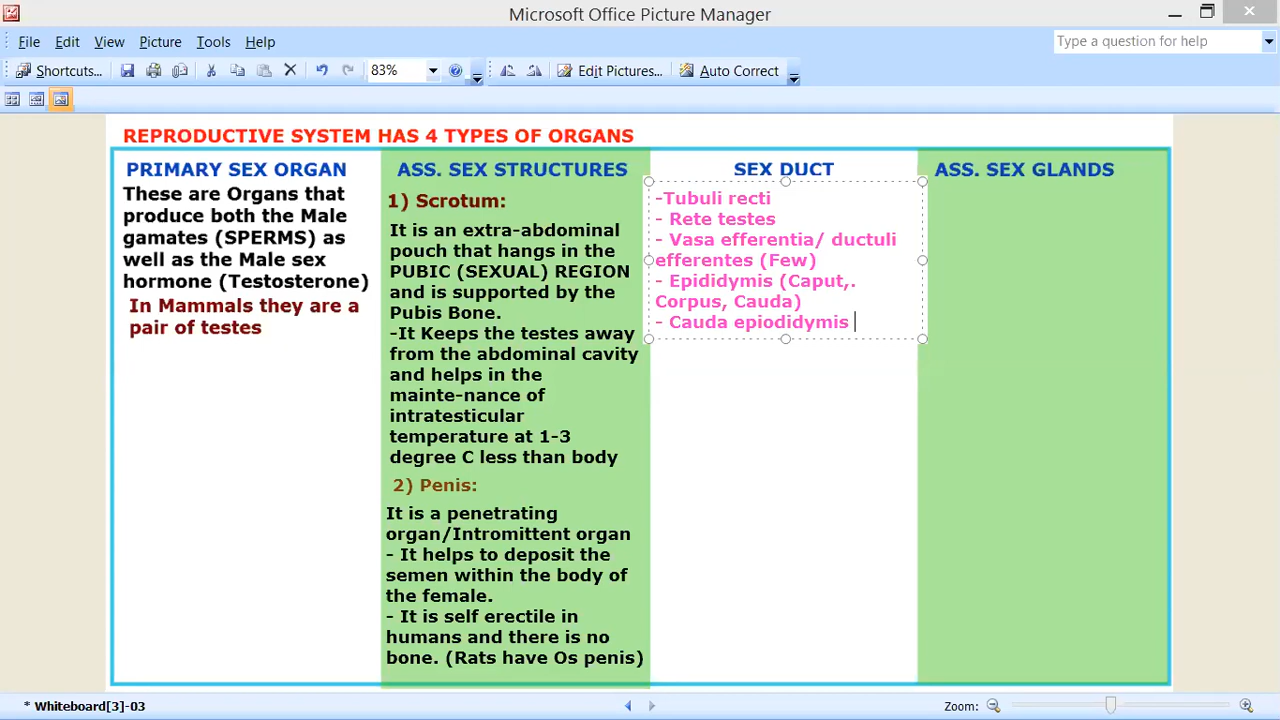 Microsoft Office Picture Manager
File Edit View Picture Tools Help
Type a question for help
Shortcuts... 83% Edit Pictures... Auto Correct
REPRODUCTIVE SYSTEM HAS 4 TYPES OF ORGANS
PRIMARY SEX ORGAN
These are Organs that
produce both the Male
gamates (SPERMS) as
well as the Male sex
hormone (Testosterone)
In Mammals they are a
pair of testes
ASS. SEX STRUCTURES
1) Scrotum:
It is an extra-abdominal
pouch that hangs in the
PUBIC (SEXUAL) REGION
and is supported by the
Pubis Bone.
-It Keeps the testes away
from the abdominal cavity
and helps in the
mainte-nance of
intratesticular
temperature at 1-3
degree C less than body
2) Penis:
It is a penetrating
organ/Intromittent organ
- It helps to deposit the
semen within the body of
the female.
- It is self erectile in
humans and there is no
bone. (Rats have Os penis)
SEX DUCT
-Tubuli recti
- Rete testes
- Vasa efferentia/ ductuli
efferentes (Few)
- Epididymis (Caput,.
Corpus, Cauda)
- Cauda epiodidymis
ASS. SEX GLANDS
* Whiteboard[3]-03
Zoom: